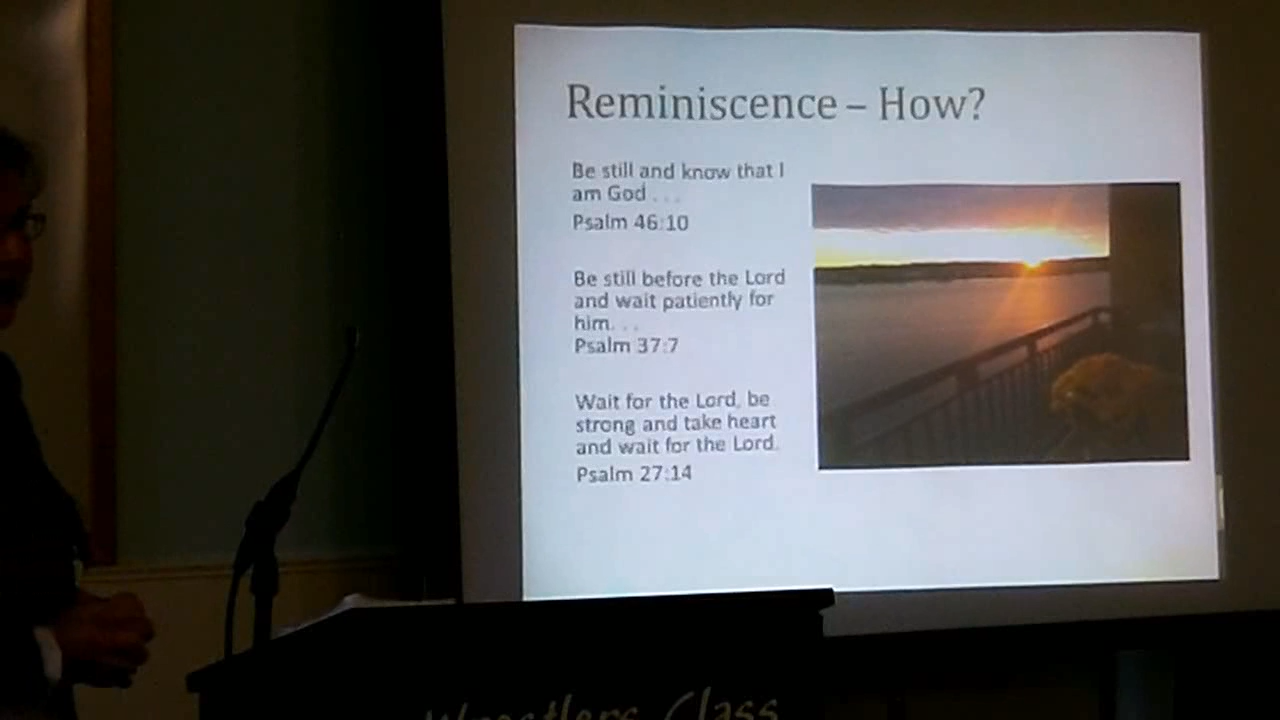 Reminiscence – How?
Be still and know that I
am God . . .
Psalm 46:10
Be still before the Lord
and wait patiently for
him. . .
Psalm 37:7
Wait for the Lord, be
strong and take heart
and wait for the Lord.
Psalm 27:14
Wrestlers Class